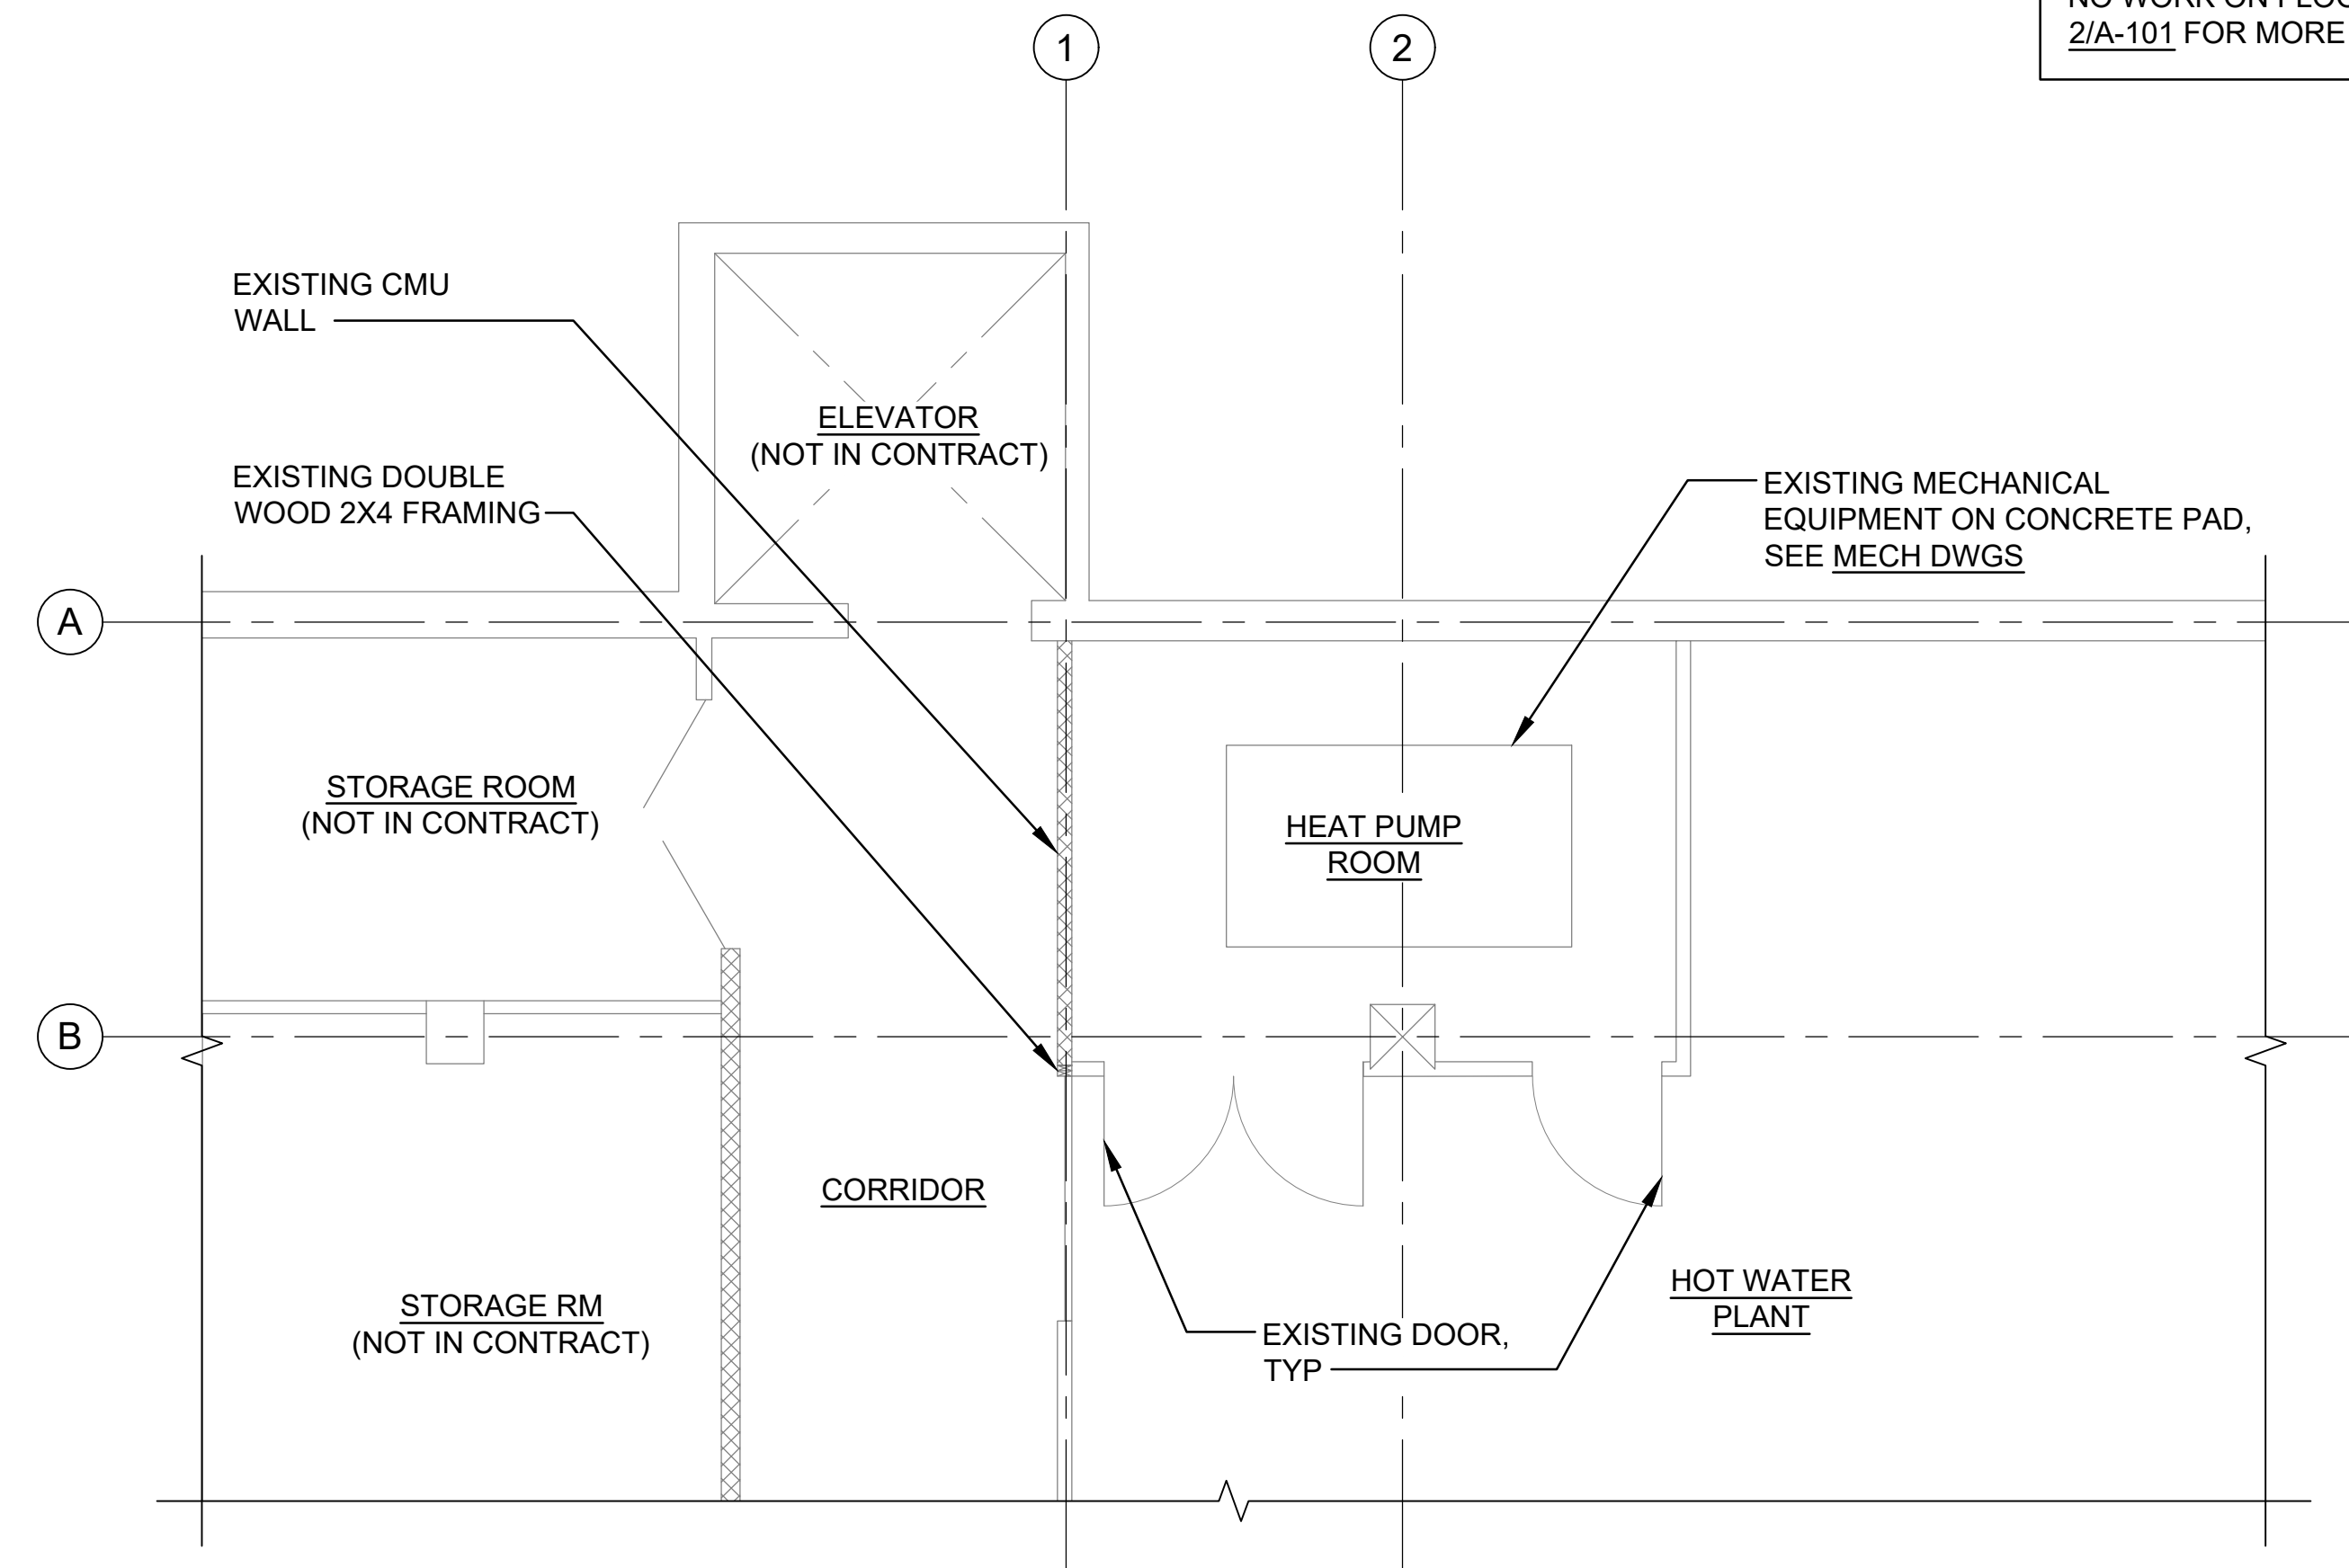 NO WORK ON
2/A-101 FOR MORE
1
2
EXISTING CMU
WALL
ELEVATOR
(NOT IN CONTRACT)
EXISTING DOUBLE
WOOD 2X4 FRAMING
EXISTING MECHANICAL
EQUIPMENT ON CONCRETE PAD,
SEE MECH DWGS
A
STORAGE ROOM
(NOT IN CONTRACT)
HEAT PUMP
ROOM
B
CORRIDOR
STORAGE RM
(NOT IN CONTRACT)
HOT WATER
PLANT
EXISTING DOOR,
TYP